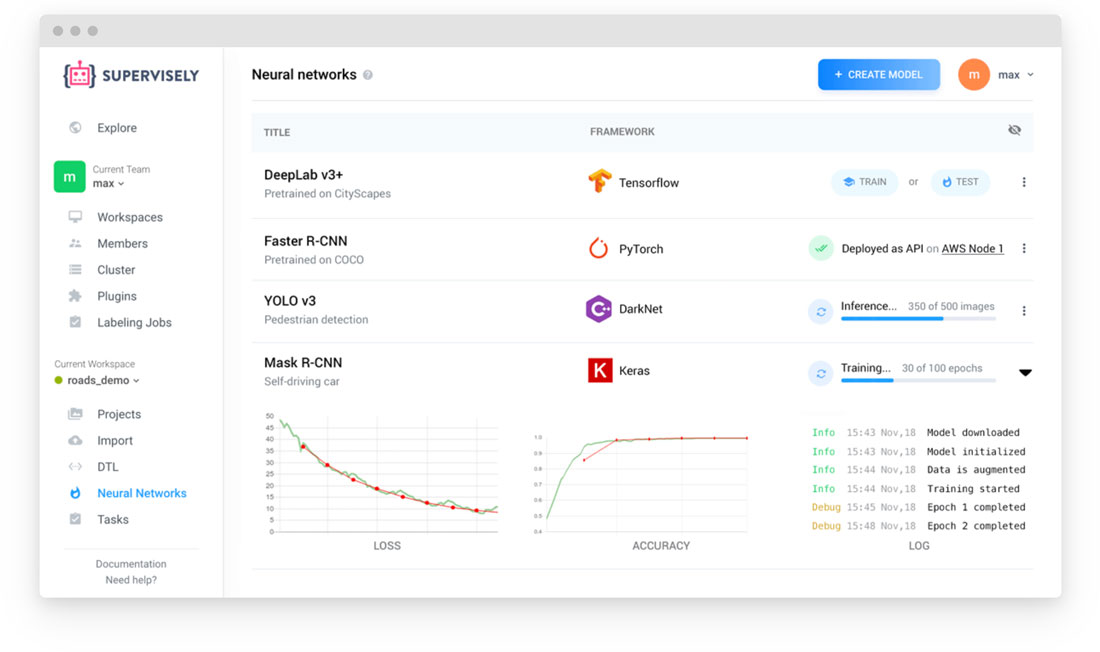 SUPERVISELY
Explore
m
Current Team
max
Workspaces
Members
Cluster
Plugins
Labeling Jobs
Current Workspace
roads_demo
Projects
Import
DTL
Neural Networks
Tasks
Documentation
Need help?
Neural networks ?
+ CREATE MODEL
m max
TITLE FRAMEWORK
DeepLab v3+
Pretrained on CityScapes
Tensorflow
TRAIN or TEST
Faster R-CNN
Pretrained on COCO
PyTorch
Deployed as API on AWS Node 1
YOLO v3
Pedestrian detection
C++ DarkNet
Inference... 350 of 500 images
Mask R-CNN
Self-driving car
K Keras
Training... 30 of 100 epochs
50
45
40
35
30
25
20
15
10
5
0
LOSS
1.0
0.9
0.8
0.7
0.6
0.5
0.4
ACCURACY
Info 15:43 Nov,18 Model downloaded
Info 15:43 Nov,18 Model initialized
Info 15:44 Nov,18 Data is augmented
Info 15:44 Nov,18 Training started
Debug 15:45 Nov,18 Epoch 1 completed
Debug 15:48 Nov,18 Epoch 2 completed
LOG